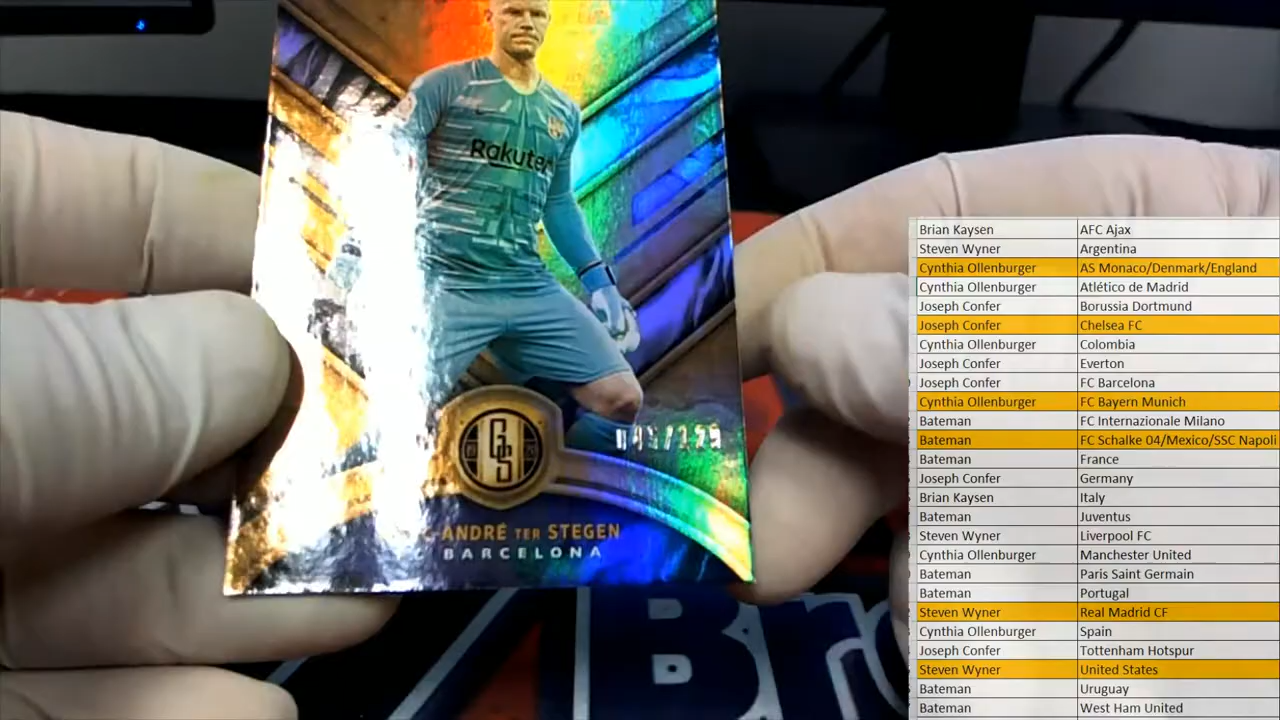 Rakuten
GS
ANDRÉ TER STEGEN
BARCELONA
Bro
Brian Kaysen AFC Ajax
Steven Wyner Argentina
Cynthia Ollenburger AS Monaco/Denmark/England
Cynthia Ollenburger Atlético de Madrid
Joseph Confer Borussia Dortmund
Joseph Confer Chelsea FC
Cynthia Ollenburger Colombia
Joseph Confer Everton
Joseph Confer FC Barcelona
Cynthia Ollenburger FC Bayern Munich
Bateman FC Internazionale Milano
Bateman FC Schalke 04/Mexico/SSC Napoli
Bateman France
Joseph Confer Germany
Brian Kaysen Italy
Bateman Juventus
Steven Wyner Liverpool FC
Cynthia Ollenburger Manchester United
Bateman Paris Saint Germain
Bateman Portugal
Steven Wyner Real Madrid CF
Cynthia Ollenburger Spain
Joseph Confer Tottenham Hotspur
Steven Wyner United States
Bateman Uruguay
Bateman West Ham United